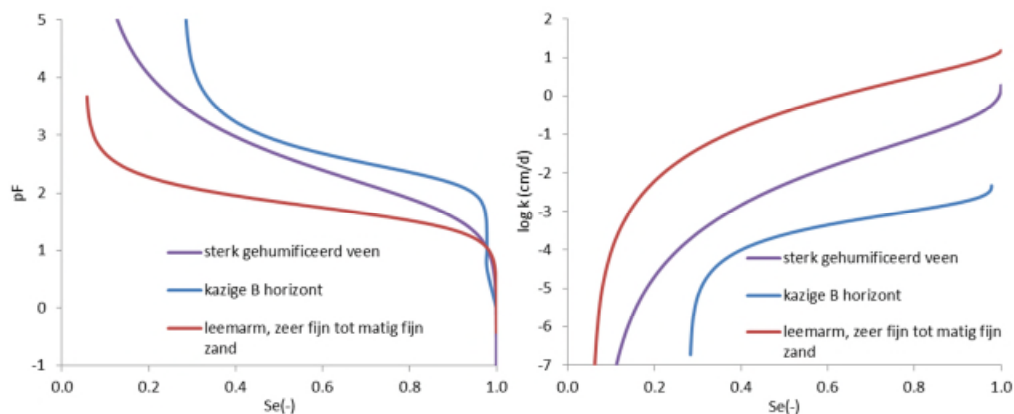 5
4
3
2
1
0
-1
pF
0.0 0.2 0.4 0.6 0.8 1.0
Se(-)
sterk gehumificeerd veen
kazige B horizont
leemarm, zeer fijn tot matig fijn
zand
2
1
0
-1
-2
-3
-4
-5
-6
-7
log k (cm/d)
0.0 0.2 0.4 0.6 0.8 1.0
Se(-)
sterk gehumificeerd veen
kazige B horizont
leemarm, zeer fijn tot matig fijn
zand